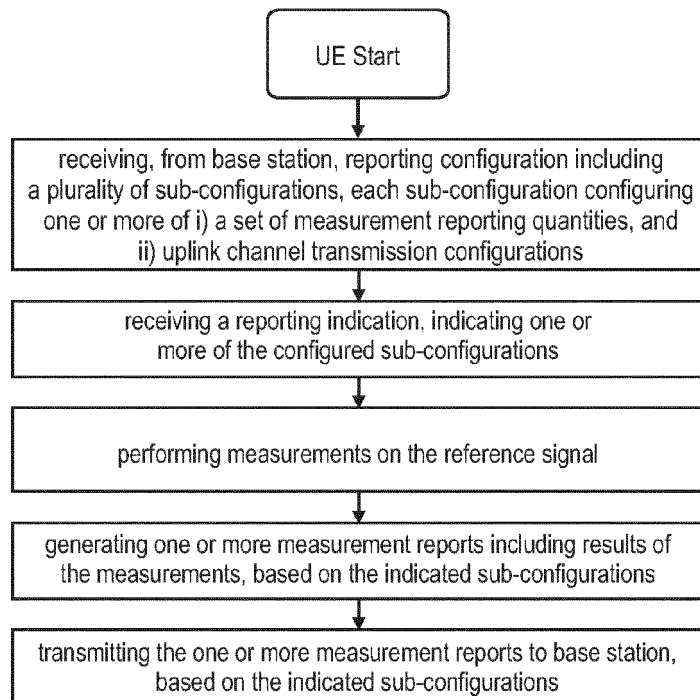 UE Start
receiving, from base station, reporting configuration including
a plurality of sub-configurations, each sub-configuration configuring
one or more of i) a set of measurement reporting quantities, and
ii) uplink channel transmission configurations
receiving a reporting indication, indicating one or
more of the configured sub-configurations
performing measurements on the reference signal
generating one or more measurement reports including results of
the measurements, based on the indicated sub-configurations
transmitting the one or more measurement reports to base station,
based on the indicated sub-configurations